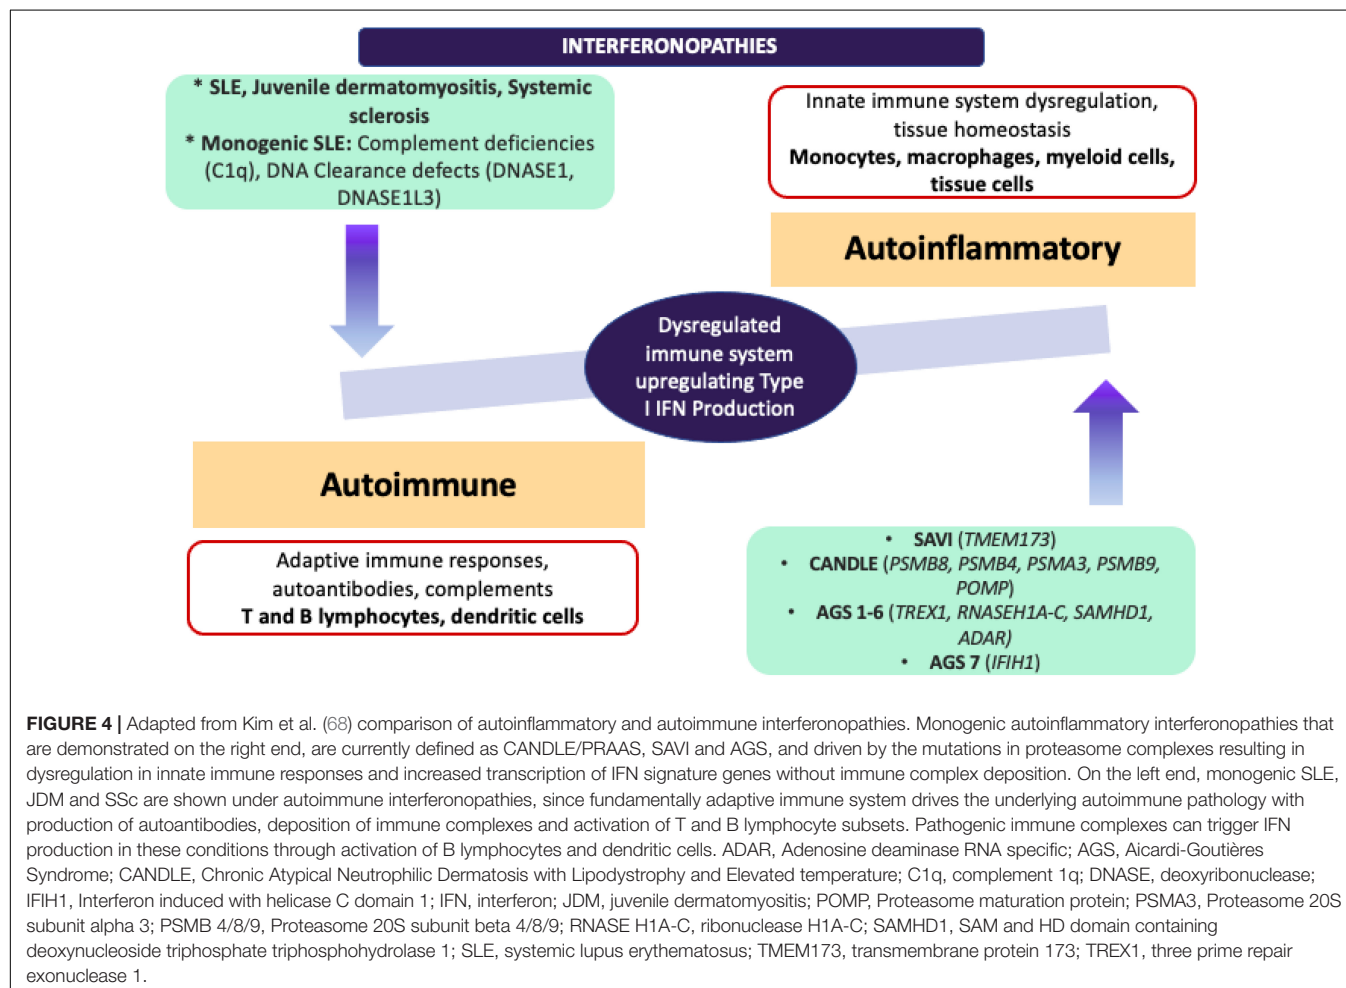 INTERFERONOPATHIES
* SLE, Juvenile dermatomyositis, Systemic
sclerosis
* Monogenic SLE: Complement deficiencies
(C1q), DNA Clearance defects (DNASE1,
DNASE1L3)
Innate immune system dysregulation,
tissue homeostasis
Monocytes, macrophages, myeloid cells,
tissue cells
Autoinflammatory
Dysregulated
immune system
upregulating Type
I IFN Production
Autoimmune
Adaptive immune responses,
autoantibodies, complements
T and B lymphocytes, dendritic cells
• SAVI (TMEM173)
• CANDLE (PSMB8, PSMB4, PSMA3, PSMB9,
POMP)
• AGS 1-6 (TREX1, RNASEH1A-C, SAMHD1,
ADAR)
• AGS 7 (IFIH1)
FIGURE 4 | Adapted from Kim et al. (68) comparison of autoinflammatory and autoimmune interferonopathies. Monogenic autoinflammatory interferonopathies that
are demonstrated on the right end, are currently defined as CANDLE/PRAAS, SAVI and AGS, and driven by the mutations in proteasome complexes resulting in
dysregulation in innate immune responses and increased transcription of IFN signature genes without immune complex deposition. On the left end, monogenic SLE,
JDM and SSc are shown under autoimmune interferonopathies, since fundamentally adaptive immune system drives the underlying autoimmune pathology with
production of autoantibodies, deposition of immune complexes and activation of T and B lymphocyte subsets. Pathogenic immune complexes can trigger IFN
production in these conditions through activation of B lymphocytes and dendritic cells. ADAR, Adenosine deaminase RNA specific; AGS, Aicardi-Goutières
Syndrome; CANDLE, Chronic Atypical Neutrophilic Dermatosis with Lipodystrophy and Elevated temperature; C1q, complement 1q; DNASE, deoxyribonuclease;
IFIH1, Interferon induced with helicase C domain 1; IFN, interferon; JDM, juvenile dermatomyositis; POMP, Proteasome maturation protein; PSMA3, Proteasome 20S
subunit alpha 3; PSMB 4/8/9, Proteasome 20S subunit beta 4/8/9; RNASE H1A-C, ribonuclease H1A-C; SAMHD1, SAM and HD domain containing
deoxynucleoside triphosphate triphosphohydrolase 1; SLE, systemic lupus erythematosus; TMEM173, transmembrane protein 173; TREX1, three prime repair
exonuclease 1.